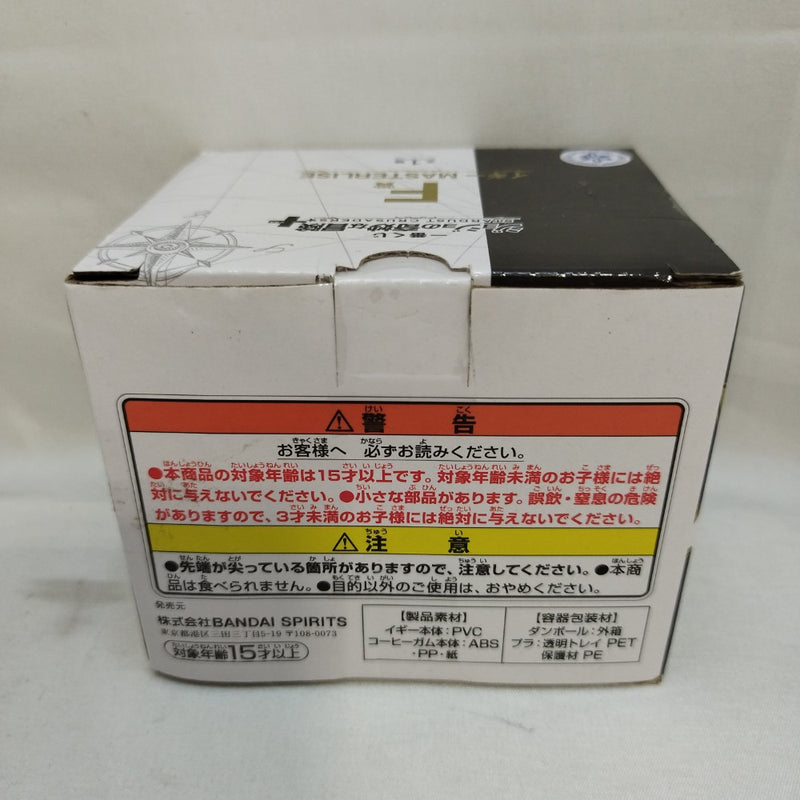 イギー MASTERLISE
F賞
一番くじ
ジョジョの奇妙な冒険
STARDUST CRUSADERS
警告
お客様へ 必ずお読みください。
●本商品の対象年齢は15才以上です。対象年齢未満のお子様には絶
対に与えないでください。●小さな部品があります。誤飲・窒息の危険
がありますので、3才未満のお子様には絶対に与えないでください。
注意
●先端が尖っている箇所がありますので、注意してください。●本商
品は食べられません。●目的以外のご使用は、おやめください。
発売元
株式会社BANDAI SPIRITS
東京都港区三田三丁目5-19 〒108-0073
対象年齢15才以上
【製品素材】
イギー本体:PVC
コーヒーガム本体:ABS
・PP・紙
【容器包装材】
ダンボール:外箱
プラ:透明トレイ PET
保護材 PE